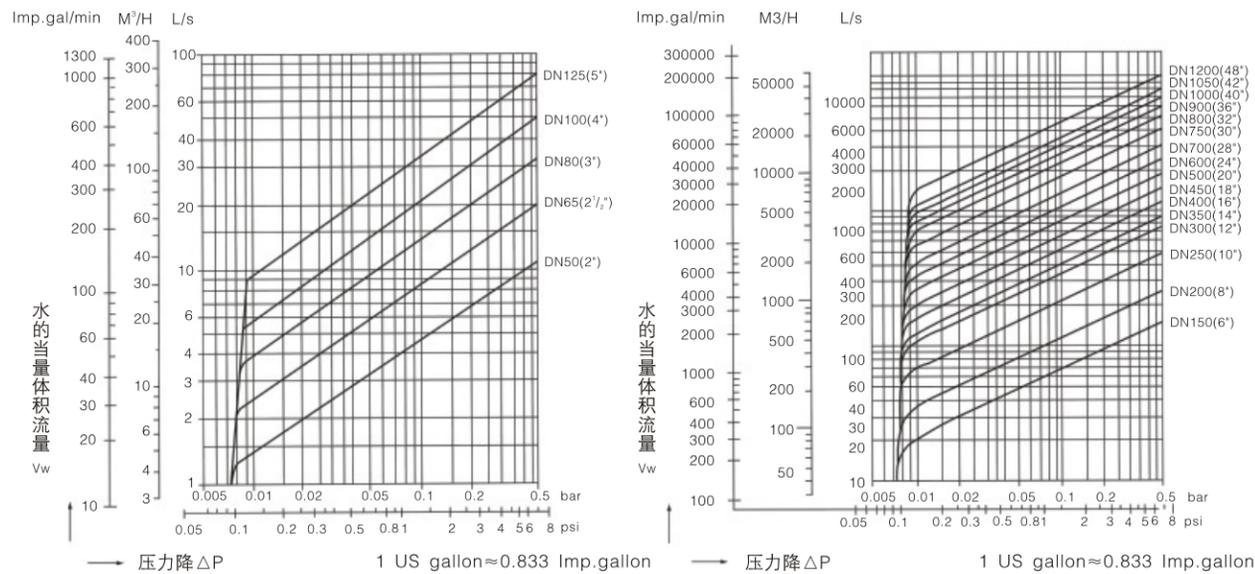 Imp.gal/min M³/H L/s
1300
1000
600
400
300
200
100
60
40
30
20
10
400
300
200
100
60
40
30
20
10
6
4
3
100
60
40
30
20
10
6
4
3
2
1
DN125(5")
DN100(4")
DN80(3")
DN65(2¹/₂")
DN50(2")
水的当量体积流量
Vw
0.005 0.01 0.02 0.05 0.1 0.2 0.5 bar
0.05 0.1 0.2 0.3 0.5 0.81 2 3 4 56 8 psi
压力降△P 1 US gallon≈0.833 Imp.gallon
Imp.gal/min M3/H L/s
300000
200000
100000
60000
40000
30000
20000
10000
6000
4000
3000
2000
1000
600
400
300
200
100
50000
20000
10000
5000
2000
1000
500
200
100
50
10000
6000
4000
3000
2000
1000
600
400
300
200
100
60
40
30
20
10
DN1200(48")
DN1050(42")
DN1000(40")
DN900(36")
DN800(32")
DN750(30")
DN700(28")
DN600(24")
DN500(20")
DN450(18")
DN400(16")
DN350(14")
DN300(12")
DN250(10")
DN200(8")
DN150(6")
水的当量体积流量
Vw
0.005 0.01 0.02 0.05 0.1 0.2 0.5 bar
0.05 0.1 0.2 0.3 0.5 0.81 2 3 4 56 8 psi
压力降△P 1 US gallon≈0.833 Imp.gallon